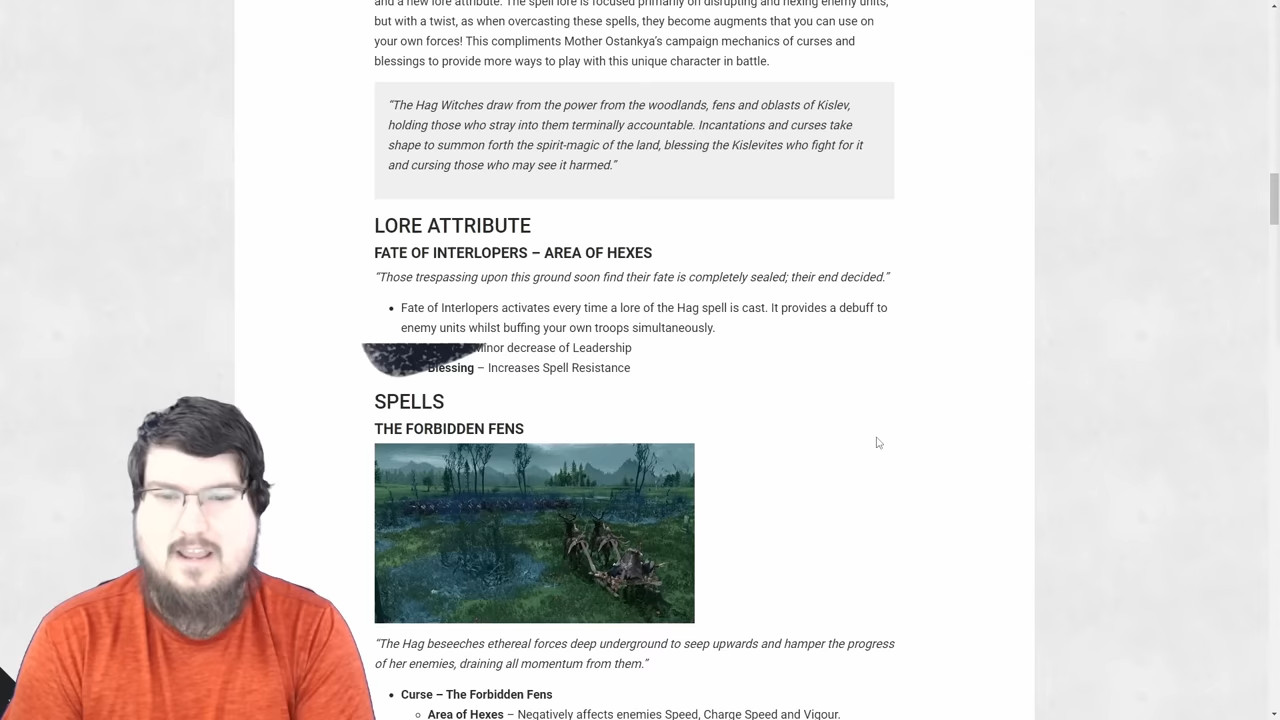 and a new lore attribute. The spell lore is focused primarily on disrupting and hexing enemy units,
but with a twist, as when overcasting these spells, they become augments that you can use on
your own forces! This compliments Mother Ostankya’s campaign mechanics of curses and
blessings to provide more ways to play with this unique character in battle.
“The Hag Witches draw from the power from the woodlands, fens and oblasts of Kislev,
holding those who stray into them terminally accountable. Incantations and curses take
shape to summon forth the spirit-magic of the land, blessing the Kislevites who fight for it
and cursing those who may see it harmed.”
LORE ATTRIBUTE
FATE OF INTERLOPERS – AREA OF HEXES
“Those trespassing upon this ground soon find their fate is completely sealed; their end decided.”
• Fate of Interlopers activates every time a lore of the Hag spell is cast. It provides a debuff to
enemy units whilst buffing your own troops simultaneously.
Minor decrease of Leadership
Blessing – Increases Spell Resistance
SPELLS
THE FORBIDDEN FENS
“The Hag beseeches ethereal forces deep underground to seep upwards and hamper the progress
of her enemies, draining all momentum from them.”
• Curse – The Forbidden Fens
◦ Area of Hexes – Negatively affects enemies Speed, Charge Speed and Vigour.